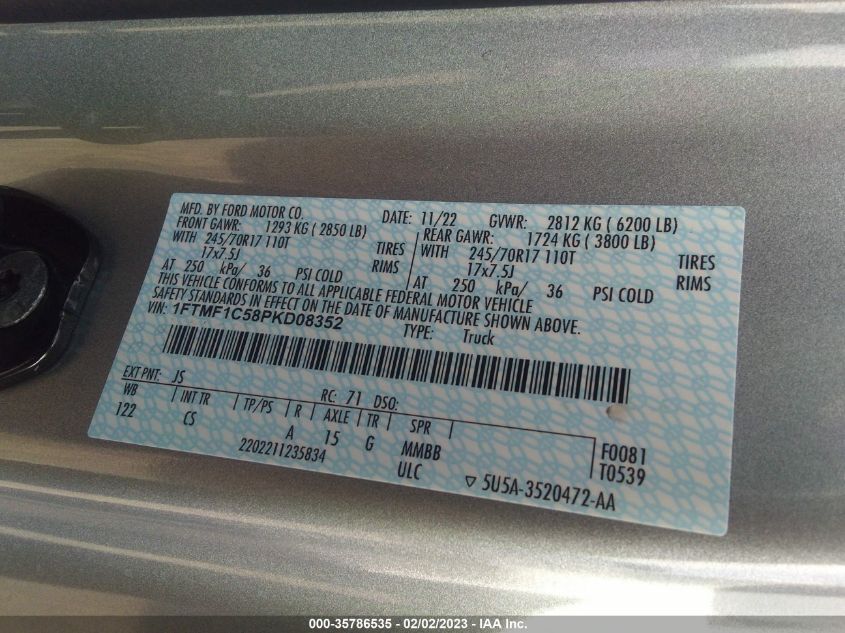 MFD. BY FORD MOTOR CO. DATE: 11/22 GVWR: 2812 KG ( 6200 LB)
FRONT GAWR: 1293 KG ( 2850 LB) REAR GAWR: 1724 KG ( 3800 LB)
WITH 245/70R17 110T TIRES WITH 245/70R17 110T TIRES
17x7.5J RIMS 17x7.5J RIMS
AT 250 kPa/ 36 PSI COLD AT 250 kPa/ 36 PSI COLD
THIS VEHICLE CONFORMS TO ALL APPLICABLE FEDERAL MOTOR VEHICLE
SAFETY STANDARDS IN EFFECT ON THE DATE OF MANUFACTURE SHOWN ABOVE.
VIN: 1FTMF1C58PKD08352 TYPE: Truck
EXT PNT: JS RC: 71 DSO:
WB INT TR TP/PS R AXLE TR SPR
122 CS A 15 G MMBB F0081
2202211235834 ULC T0539
▽ 5U5A-3520472-AA
000-35786535 - 02/02/2023 - IAA Inc.